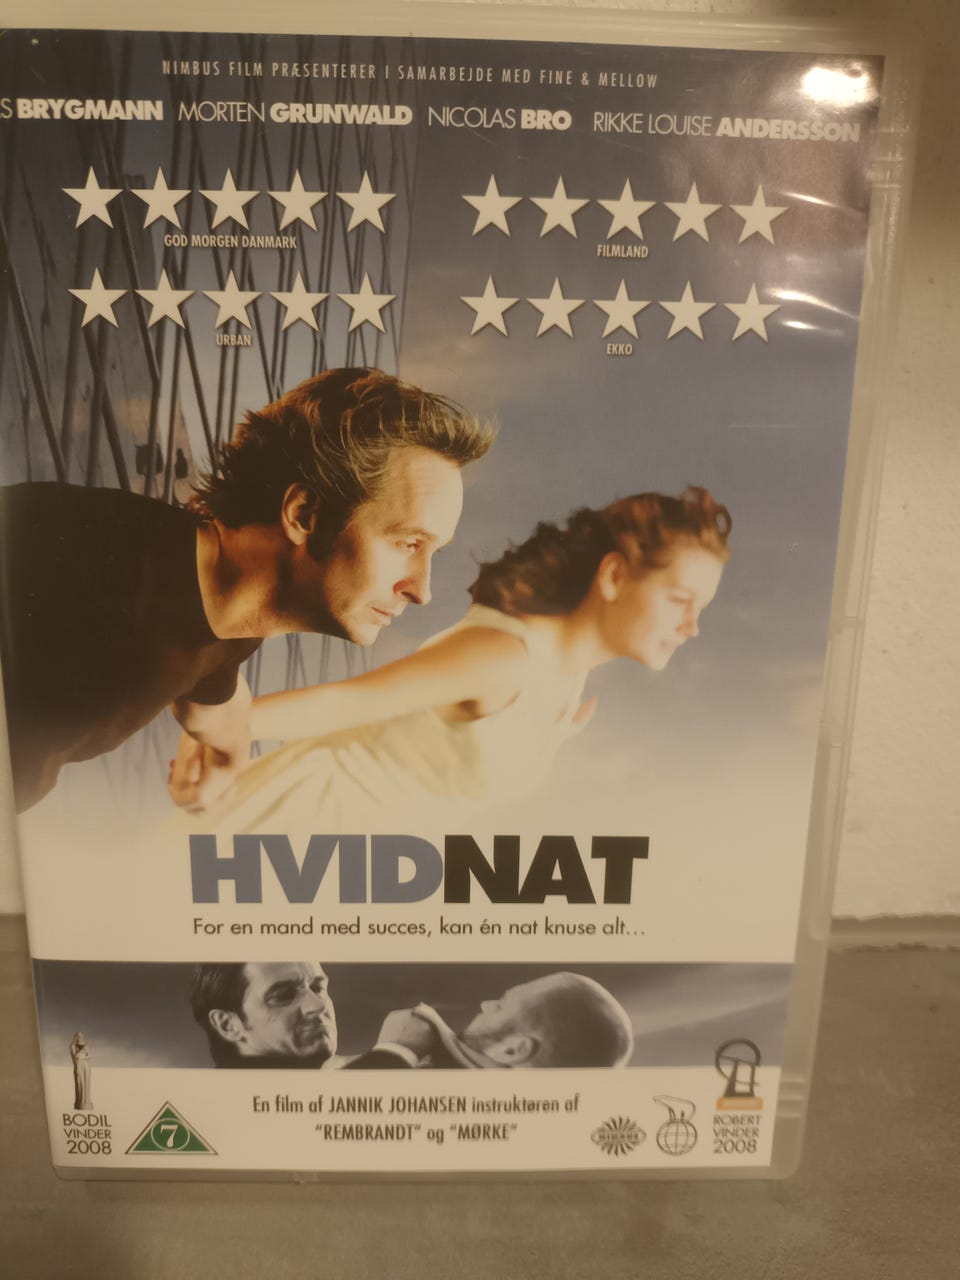 NIMBUS FILM PRÆSENTERER I SAMARBEJDE MED FINE & MELLOW
S BRYGMANN MORTEN GRUNWALD NICOLAS BRO RIKKE LOUISE ANDERSSON
GOD MORGEN DANMARK
FILMLAND
URBAN
EKKO
HVIDNAT
For en mand med succes, kan én nat knuse alt...
En film af JANNIK JOHANSEN instruktøren af
"REMBRANDT" og "MØRKE"
BODIL
VINDER
2008
7
NIMBUS
ROBERT
VINDER
2008